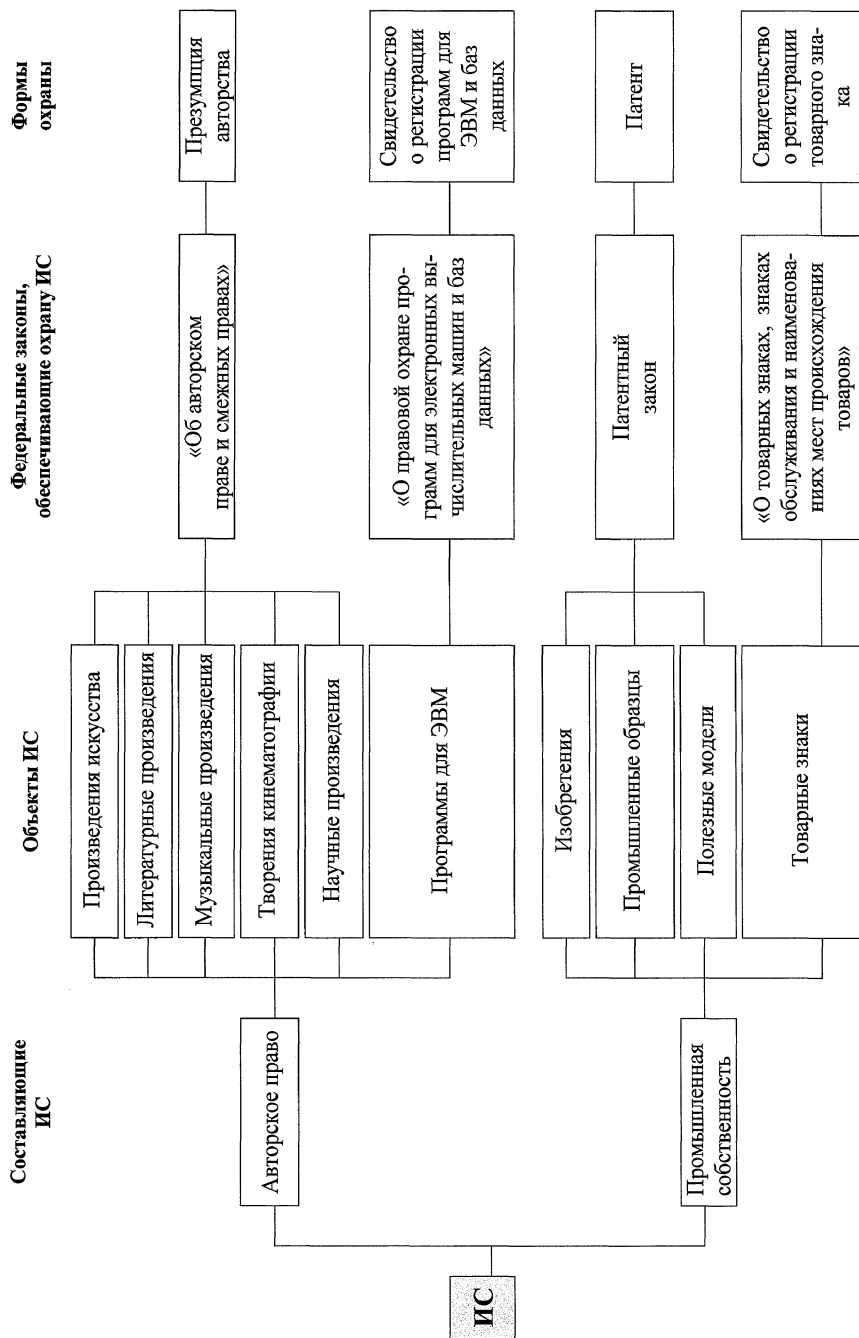 Составляющие
ИС
Объекты ИС
Федеральные законы,
обеспечивающие охрану ИС
Формы
охраны
ИС
Авторское право
Произведения искусства
Литературные произведения
Музыкальные произведения
Творения кинематографии
Научные произведения
«Об авторском
праве и смежных правах»
Презумпция
авторства
Программы для ЭВМ
«О правовой охране про-
грамм для электронных вы-
числительных машин и баз
данных»
Свидетельство
о регистрации
программ для
ЭВМ и баз
данных
Промышленная
собственность
Изобретения
Промышленные образцы
Полезные модели
Патентный
закон
Патент
Товарные знаки
«О товарных знаках, знаках
обслуживания и наименова-
ниях мест происхождения
товаров»
Свидетельство
о регистрации
товарного зна-
ка